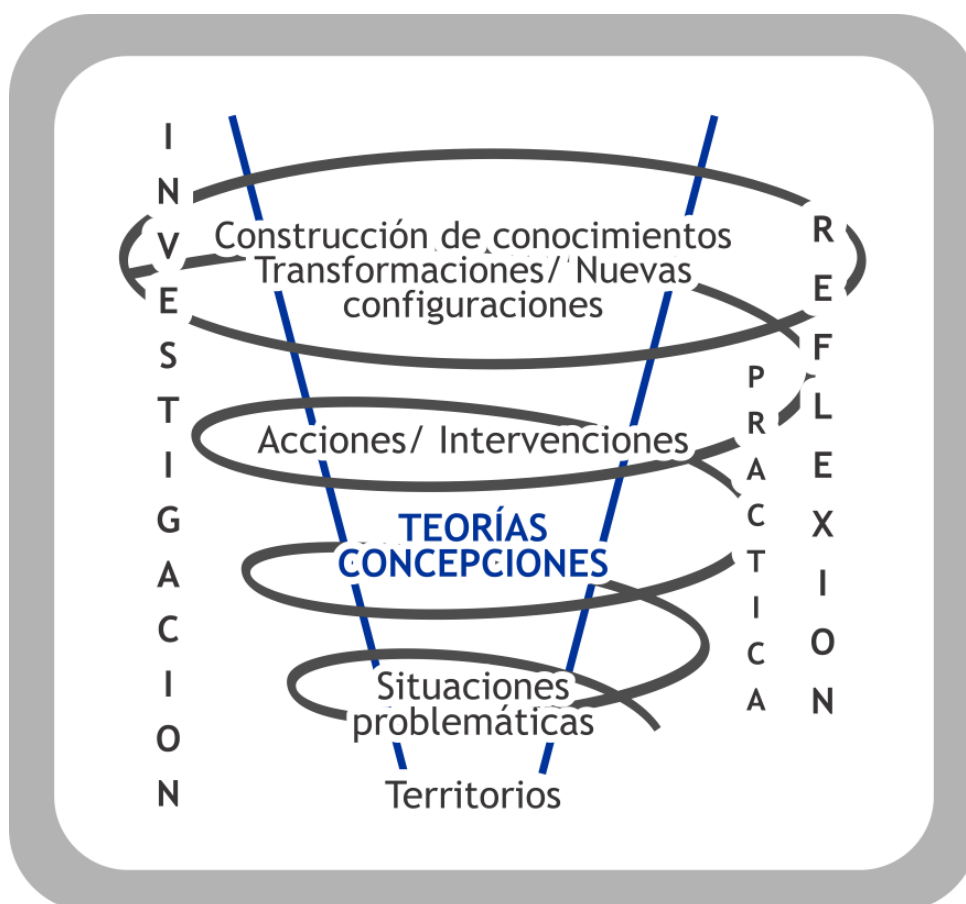 INVESTIGACION
Construcción de conocimientos
Transformaciones/ Nuevas
configuraciones
Acciones/ Intervenciones
TEORÍAS
CONCEPCIONES
Situaciones
problemáticas
Territorios
PRACTICA
REFLEXION